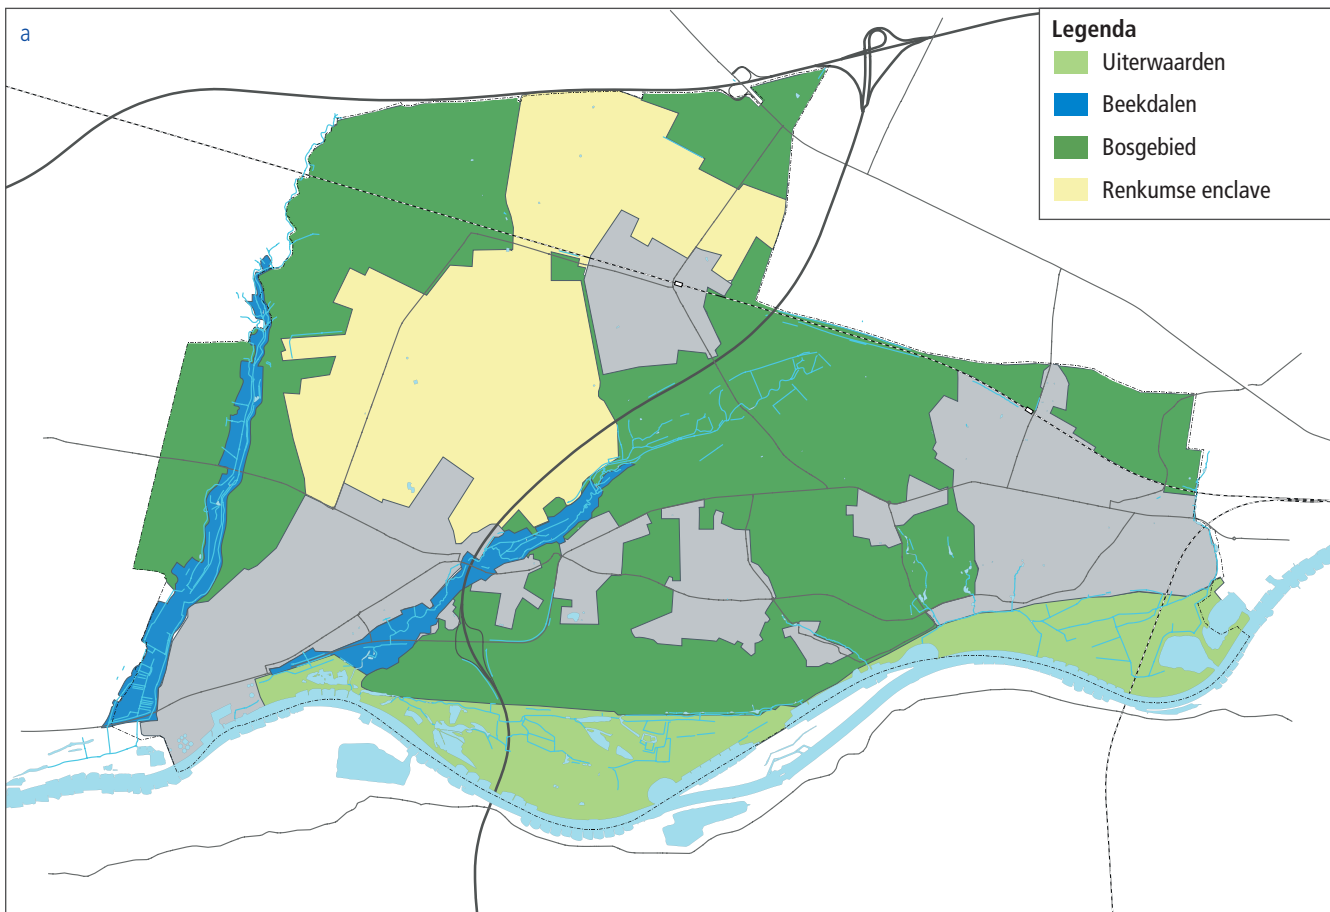 a
Legenda
Uiterwaarden
Beekdalen
Bosgebied
Renkumse enclave